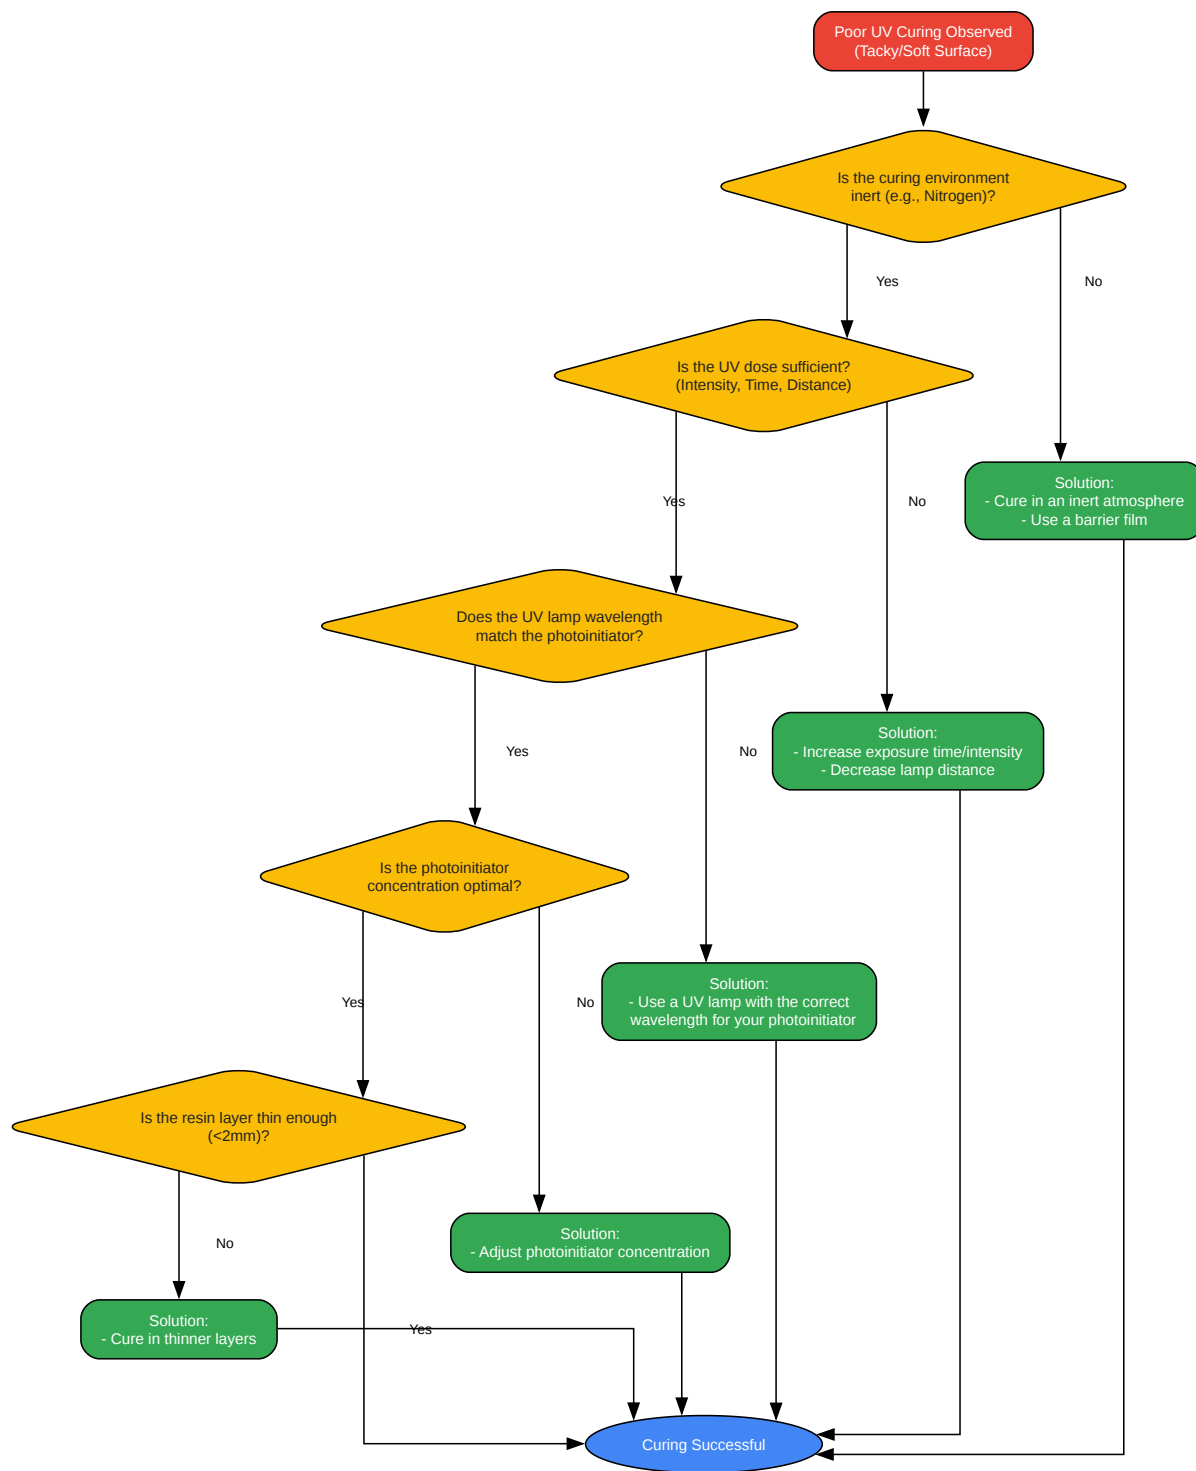 Poor UV Curing Observed
(Tacky/Soft Surface)
Is the curing environment
inert (e.g., Nitrogen)?
Yes
No
Is the UV dose sufficient?
(Intensity, Time, Distance)
Solution:
- Cure in an inert atmosphere
- Use a barrier film
Yes
No
Does the UV lamp wavelength
match the photoinitiator?
Solution:
- Increase exposure time/intensity
- Decrease lamp distance
Yes
No
Is the photoinitiator
concentration optimal?
Solution:
- Use a UV lamp with the correct
wavelength for your photoinitiator
Yes
No
Is the resin layer thin enough
(<2mm)?
Solution:
- Adjust photoinitiator concentration
No
Solution:
- Cure in thinner layers
Yes
Curing Successful